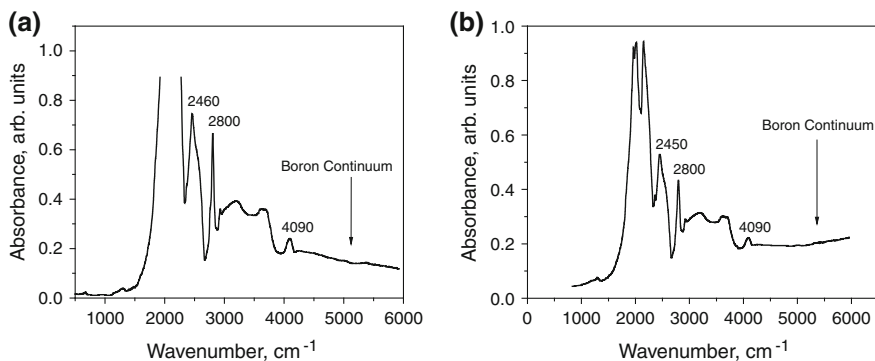 (a)
1.0
0.8
0.6
0.4
0.2
0.0
Absorbance, arb. units
2460
2800
Boron Continuum
4090
1000 2000 3000 4000 5000 6000
Wavenumber, cm⁻¹
(b)
1.0
0.8
0.6
0.4
0.2
0.0
Absorbance, arb. units
2450
2800
Boron Continuum
4090
0 1000 2000 3000 4000 5000 6000
Wavenumber, cm⁻¹